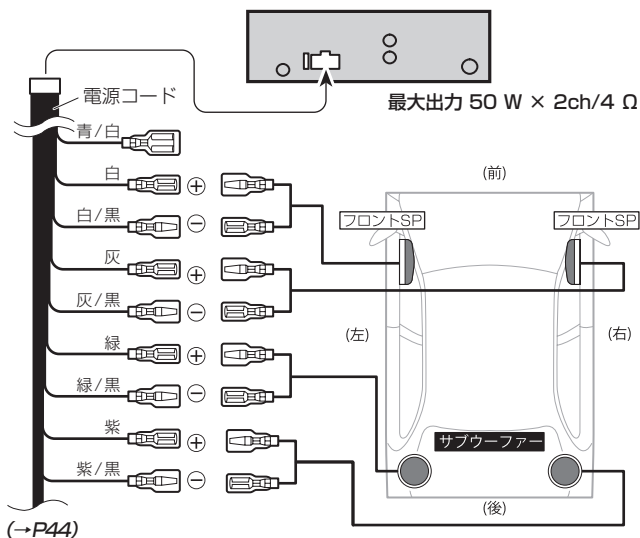 電源コード
最大出力 50 W × 2ch/4 Ω
青/白
白 ⊕
白/黒 ⊖
灰 ⊕
灰/黒 ⊖
緑 ⊕
緑/黒 ⊖
紫 ⊕
紫/黒 ⊖
(→P44)
(前)
フロントSP
フロントSP
(左)
(右)
サブウーファー
(後)